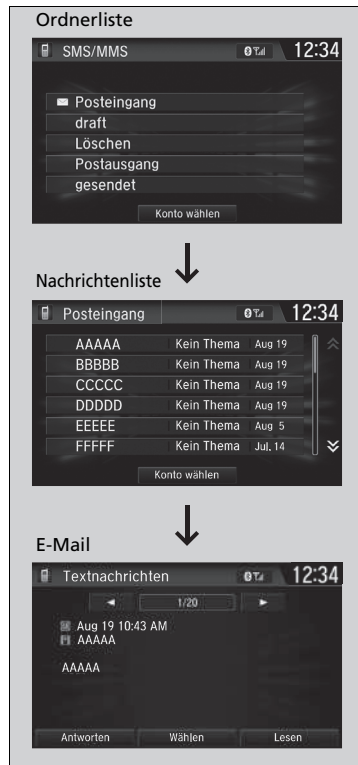 Ordnerliste
SMS/MMS 12:34
Posteingang
draft
Löschen
Postausgang
gesendet
Konto wählen
Nachrichtenliste
Posteingang 12:34
AAAAA Kein Thema Aug 19
BBBBB Kein Thema Aug 19
CCCCC Kein Thema Aug 19
DDDDD Kein Thema Aug 19
EEEEE Kein Thema Aug 5
FFFFF Kein Thema Jul. 14
Konto wählen
E-Mail
Textnachrichten 12:34
1/20
Aug 19 10:43 AM
AAAAA
AAAAA
Antworten Wählen Lesen